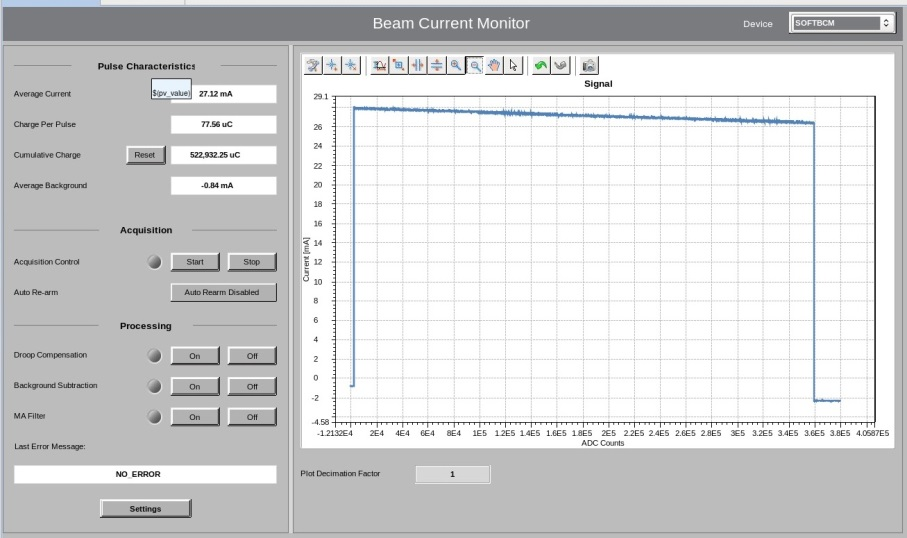 Beam Current Monitor
Device
SOFTBCM
Pulse Characteristics
Average Current
$(pv_value)
27.12 mA
Charge Per Pulse
77.56 uC
Cumulative Charge
Reset
522,932.25 uC
Average Background
-0.84 mA
Acquisition
Acquisition Control
Start
Stop
Auto Re-arm
Auto Rearm Disabled
Processing
Droop Compensation
On
Off
Background Subtraction
On
Off
MA Filter
On
Off
Last Error Message:
NO_ERROR
Settings
Signal
29.1
26
24
22
20
18
16
14
12
10
8
6
4
2
0
-2
-4.58
Current [mA]
-1.2132E4 2E4 4E4 6E4 8E4 1E5 1.2E5 1.4E5 1.6E5 1.8E5 2E5 2.2E5 2.4E5 2.6E5 2.8E5 3E5 3.2E5 3.4E5 3.6E5 3.8E5 4.0587E5
ADC Counts
Plot Decimation Factor
1